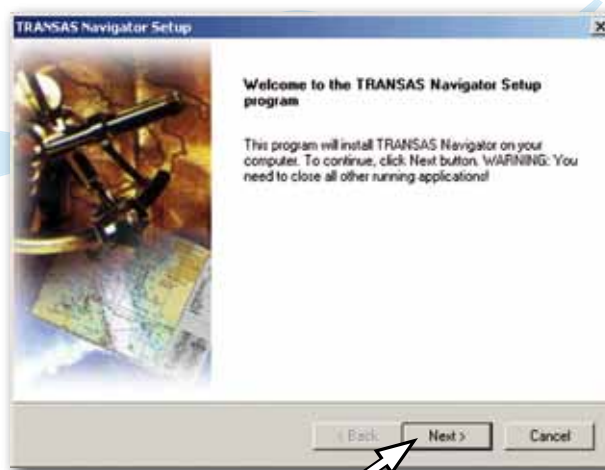 TRANSAS Navigator Setup
Welcome to the TRANSAS Navigator Setup
program
This program will install TRANSAS Navigator on your
computer. To continue, click Next button. WARNING: You
need to close all other running applications!
< Back
Next >
Cancel